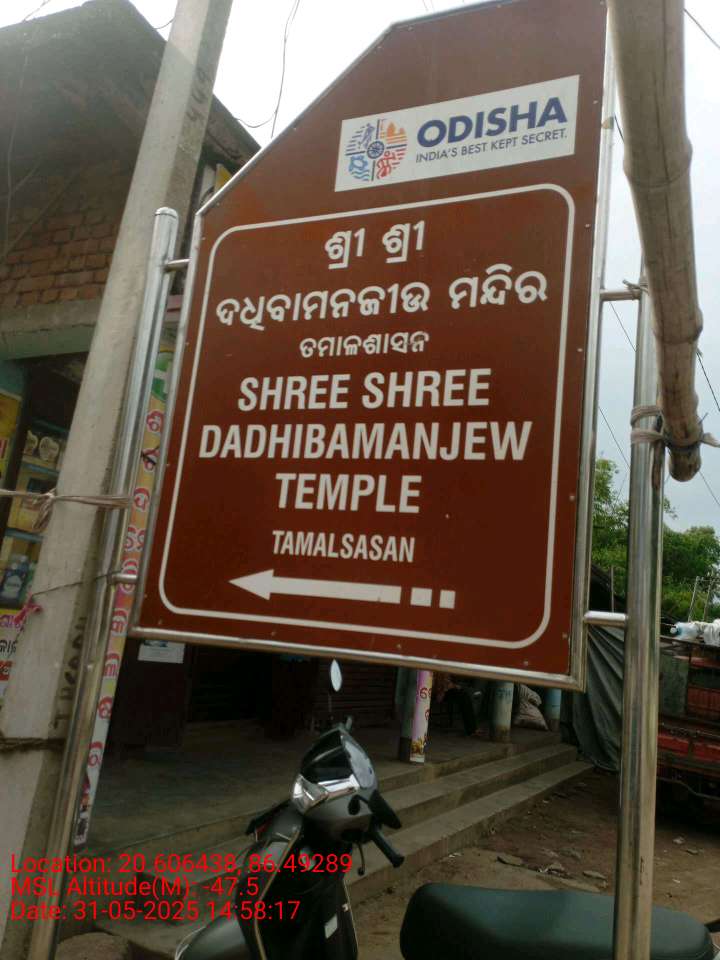 ODISHA
INDIA'S BEST KEPT SECRET.
ଶ୍ରୀ ଶ୍ରୀ
ଦଧିବାମନଜୀଉ ମନ୍ଦିର
ତମାଳଶାସନ
SHREE SHREE
DADHIBAMANJEW
TEMPLE
TAMALSASAN
Location: 20.606438, 86.49289
MSL Altitude(M): -47.5
Date: 31-05-2025 14:58:17